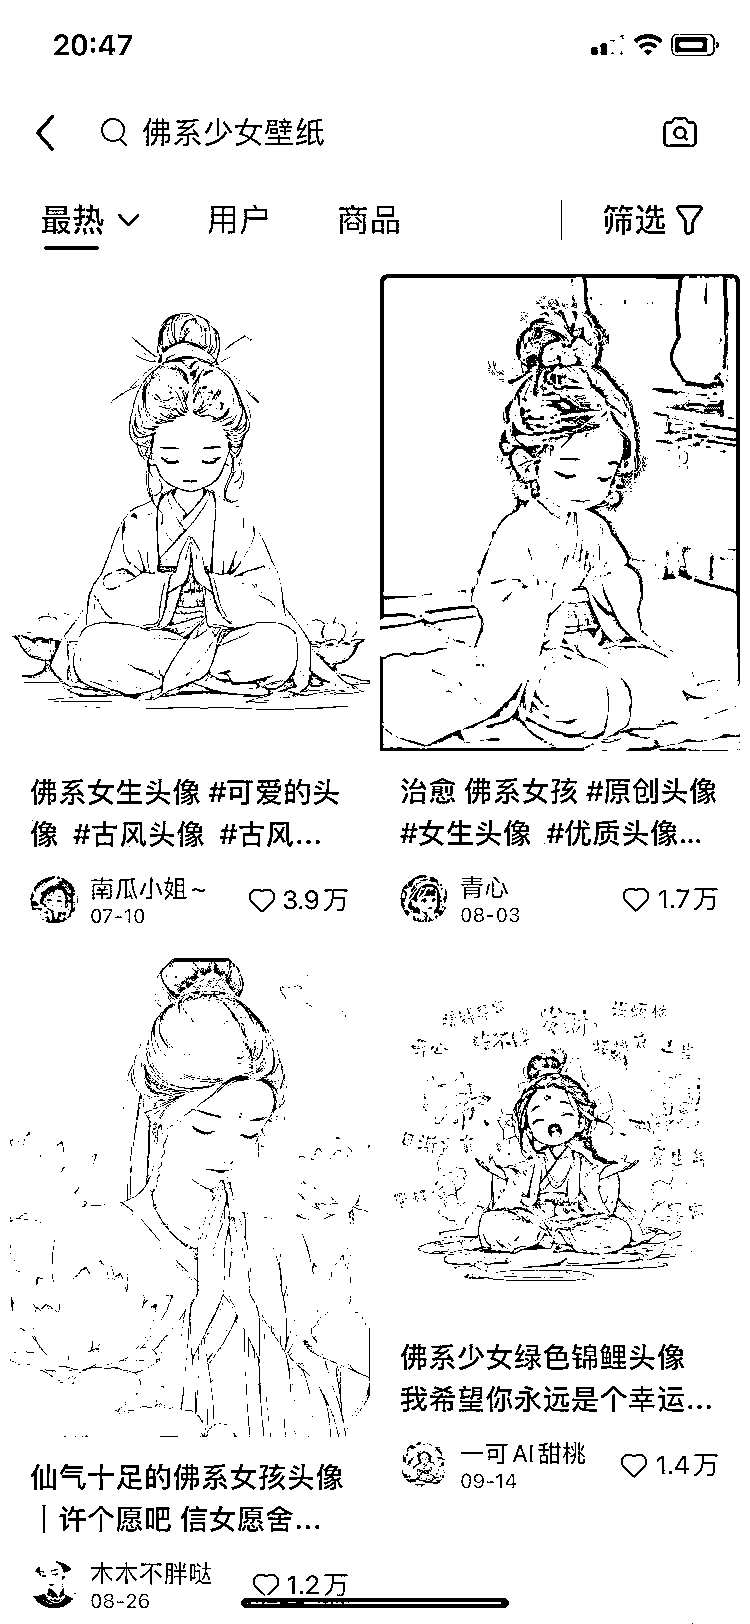 20:47
佛系少女壁纸
最热
用户
商品
筛选
佛系女生头像 #可爱的头
像 #古风头像 #古风...
南瓜小姐~
07-10
3.9万
治愈 佛系女孩 #原创头像
#女生头像 #优质头像...
青心
08-03
1.7万
仙气十足的佛系女孩头像
｜许个愿吧 信女愿舍...
木木不胖哒
08-26
1.2万
佛系少女绿色锦鲤头像
我希望你永远是个幸运...
一可AI甜桃
09-14
1.4万